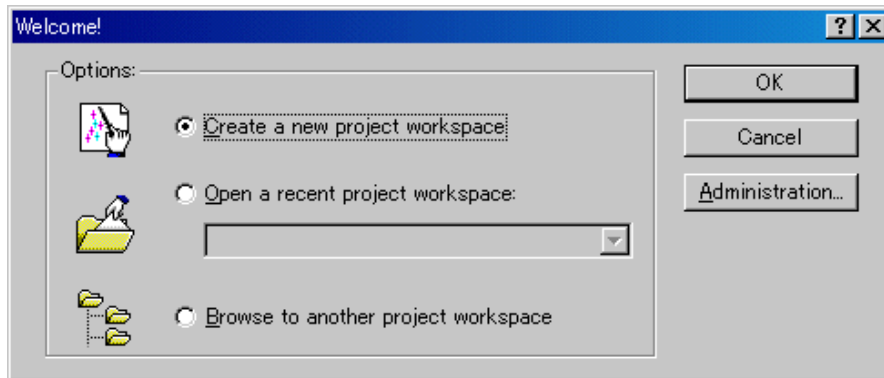 Welcome!
Options:
Create a new project workspace
Open a recent project workspace:
Browse to another project workspace
OK
Cancel
Administration...